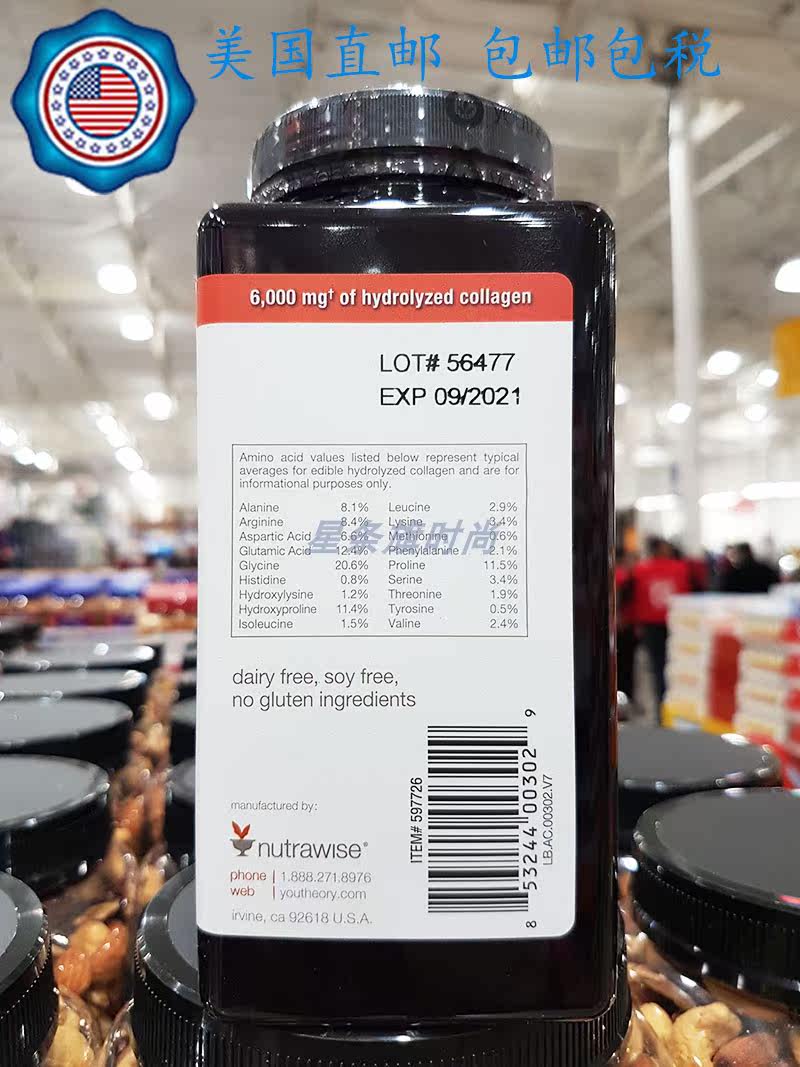 美国直邮 包邮包税
6,000 mg† of hydrolyzed collagen
LOT# 56477
EXP 09/2021
Amino acid values listed below represent typical
averages for edible hydrolyzed collagen and are for
informational purposes only.
Alanine 8.1% Leucine 2.9%
Arginine 8.4% Lysine 3.4%
Aspartic Acid 6.6% Methionine 0.6%
Glutamic Acid 12.4% Phenylalanine 2.1%
Glycine 20.6% Proline 11.5%
Histidine 0.8% Serine 3.4%
Hydroxylysine 1.2% Threonine 1.9%
Hydroxyproline 11.4% Tyrosine 0.5%
Isoleucine 1.5% Valine 2.4%
星条 时尚
dairy free, soy free,
no gluten ingredients
ITEM# 597726
8 53244 00302 9
LB.AC.00302.V7
manufactured by:
nutrawise®
phone | 1.888.271.8976
web | youtheory.com
irvine, ca 92618 U.S.A.